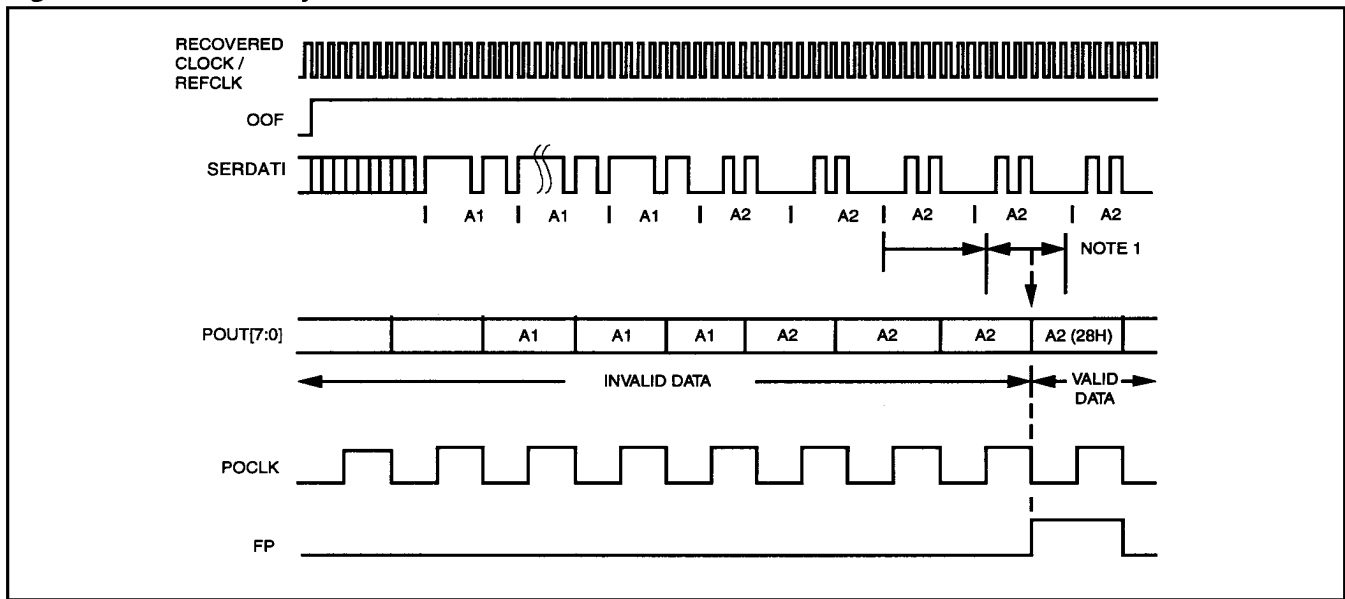 RECOVERED
CLOCK /
REFCLK
OOF
SERDATI
A1 A1 A1 A2 A2 A2 A2 A2
NOTE 1
POUT[7:0]
A1 A1 A1 A2 A2 A2 A2 (28H)
INVALID DATA
VALID
DATA
POCLK
FP